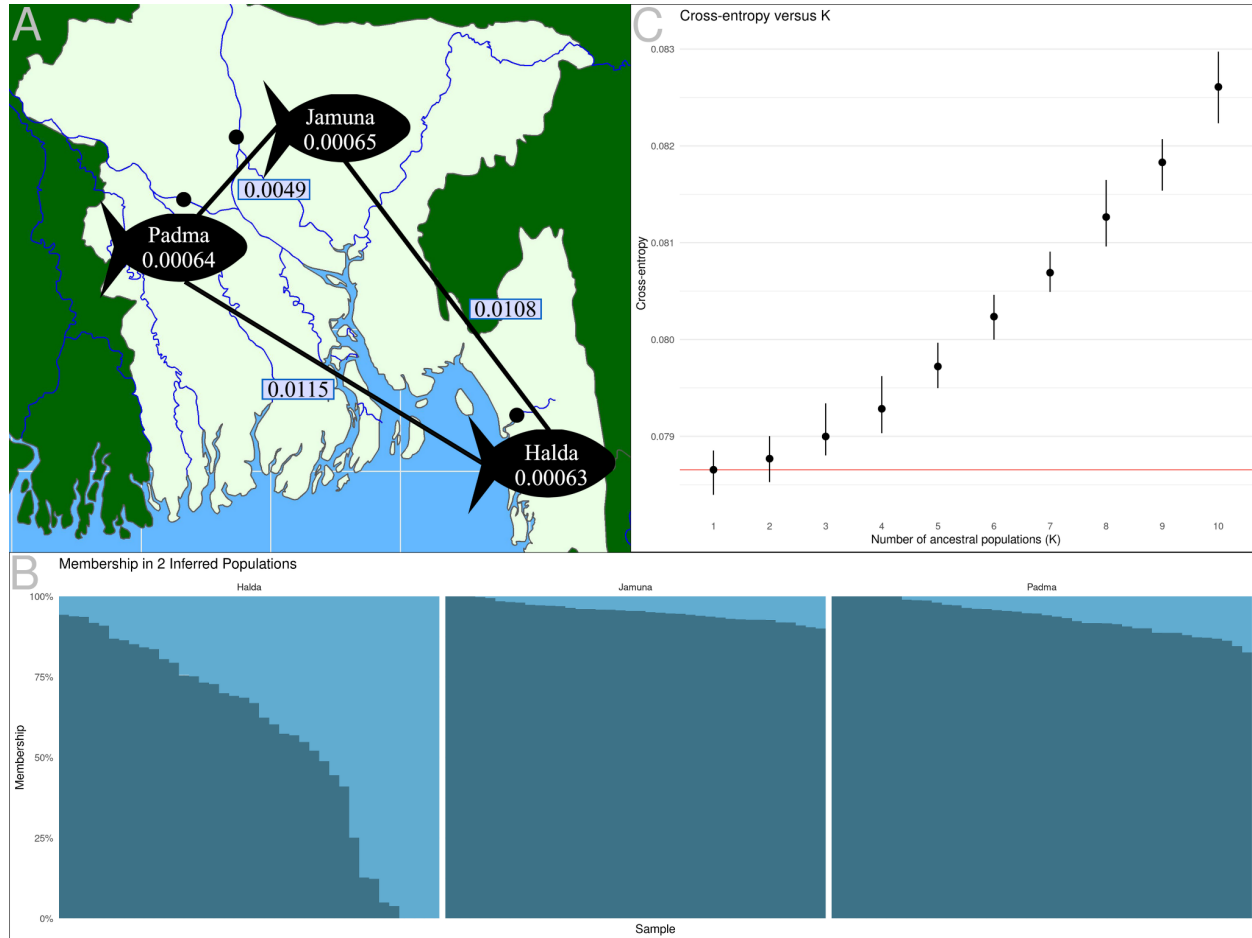 A
Jamuna
0.00065
0.0049
Padma
0.00064
0.0108
0.0115
Halda
0.00063
C
Cross-entropy versus K
Cross-entropy
0.083
0.082
0.081
0.080
0.079
1 2 3 4 5 6 7 8 9 10
Number of ancestral populations (K)
B
Membership in 2 Inferred Populations
Halda Jamuna Padma
Membership
100%
75%
50%
25%
0%
Sample